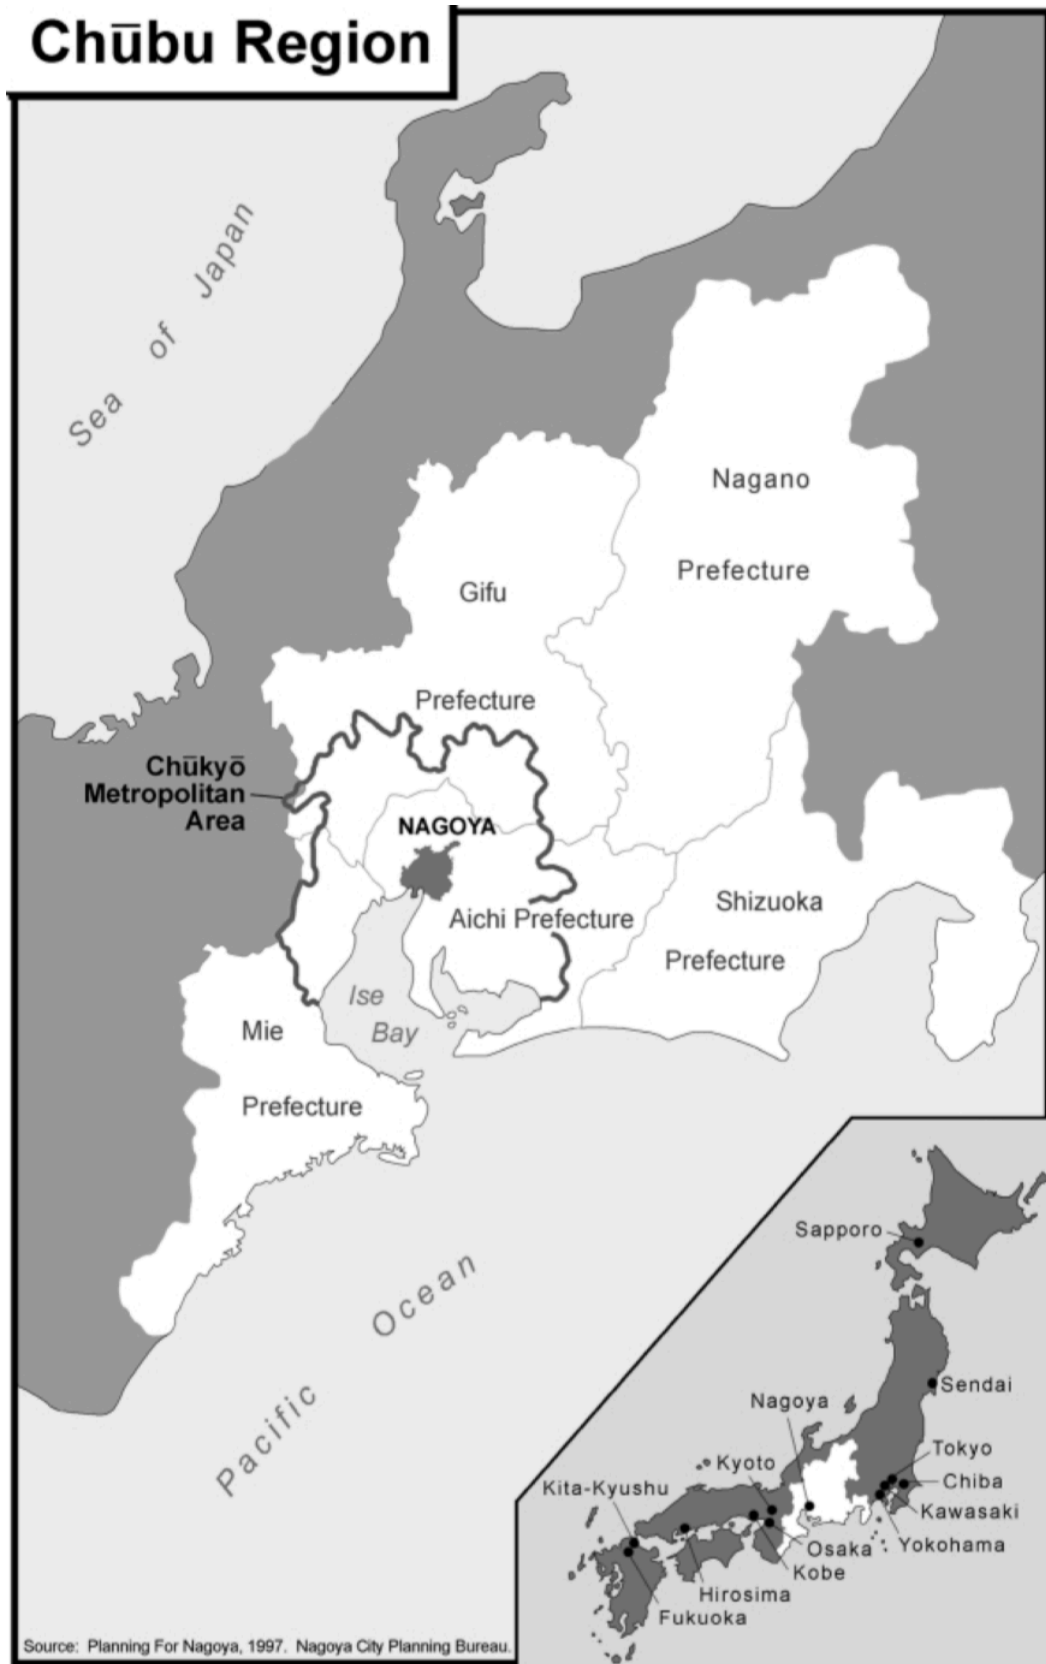 Chūbu Region
Sea of Japan
Nagano
Prefecture
Gifu
Prefecture
Chūkyō
Metropolitan
Area
NAGOYA
Aichi Prefecture
Shizuoka
Prefecture
Ise
Bay
Mie
Prefecture
Pacific Ocean
Sapporo
Sendai
Nagoya
Tokyo
Kyoto
Chiba
Kita-Kyushu
Kawasaki
Yokohama
Osaka
Kobe
Hirosima
Fukuoka
Source: Planning For Nagoya, 1997. Nagoya City Planning Bureau.